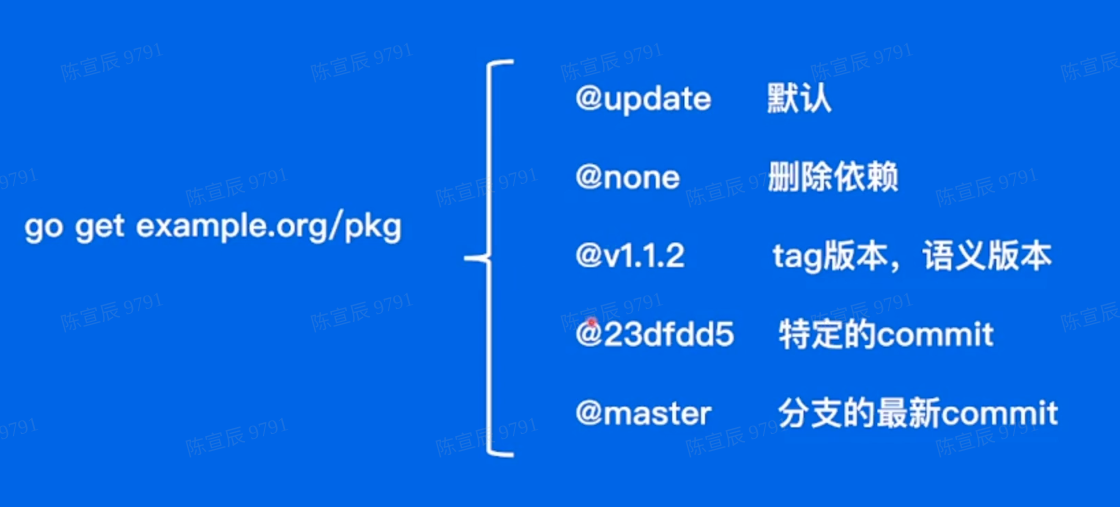 go get example.org/pkg
@update 默认
@none 删除依赖
@v1.1.2 tag版本，语义版本
@23dfdd5 特定的commit
@master 分支的最新commit
陈宣辰 9791